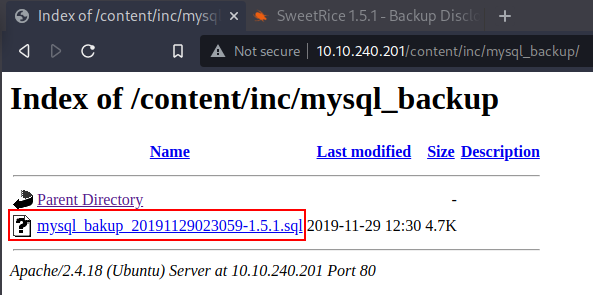 Index of /content/inc/mysql
SweetRice 1.5.1 - Backup Discl
Not secure 10.10.240.201/content/inc/mysql_backup/
Index of /content/inc/mysql_backup
Name Last modified Size Description
Parent Directory -
mysql_bakup_20191129023059-1.5.1.sql 2019-11-29 12:30 4.7K
Apache/2.4.18 (Ubuntu) Server at 10.10.240.201 Port 80